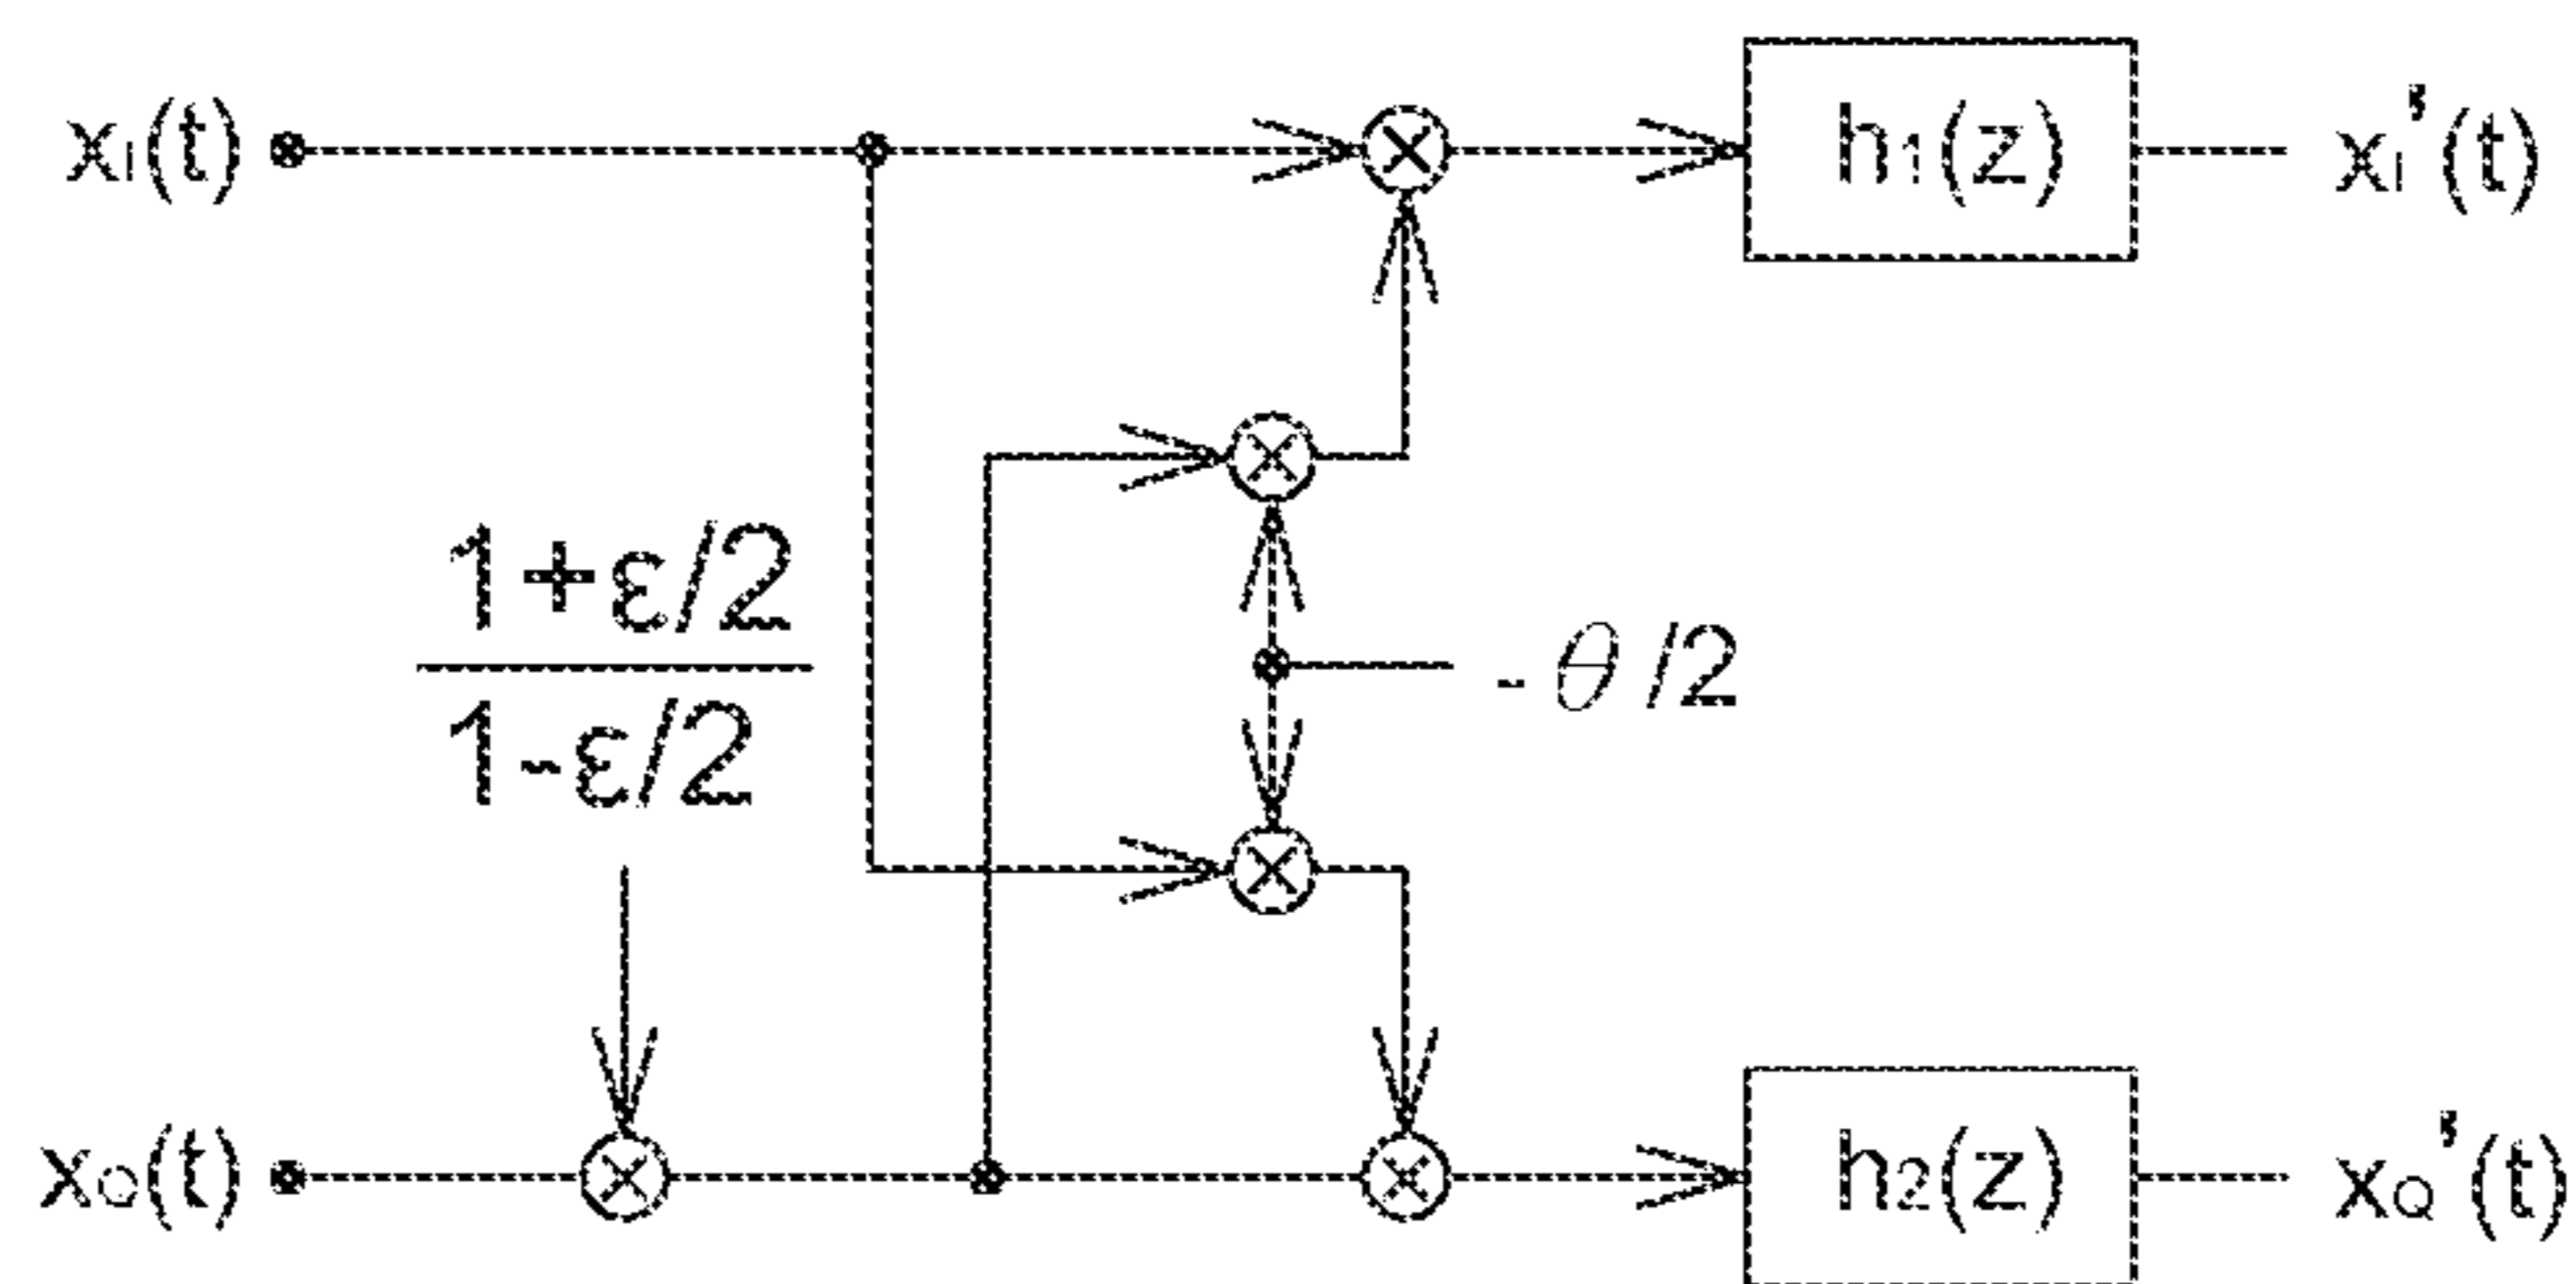 xI(t)
h1(z)
xI'(t)
1+ε/2
1-ε/2
-θ/2
xQ(t)
h2(z)
xQ'(t)